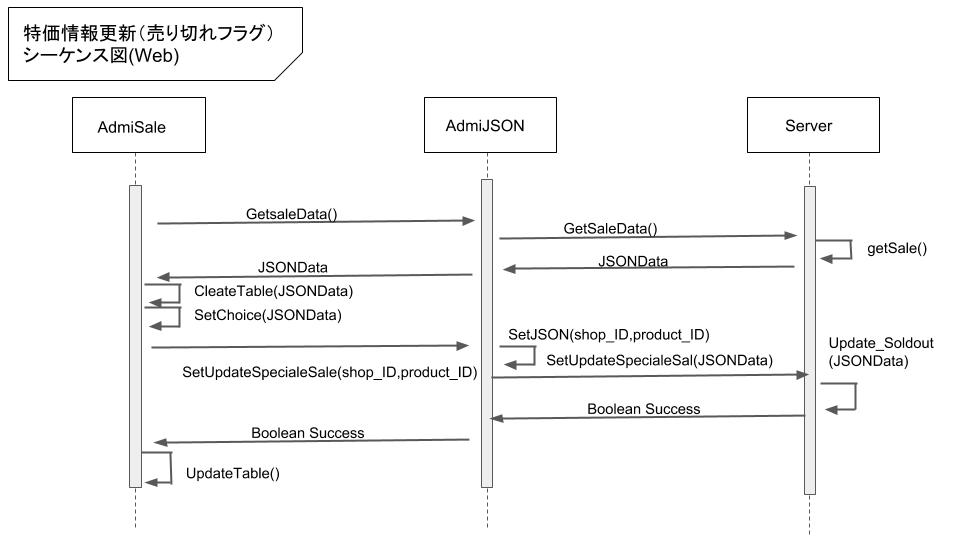 特価情報更新（売り切れフラグ）
シーケンス図(Web)
AdmiSale
AdmiJSON
Server
GetsaleData()
GetSaleData()
getSale()
JSONData
JSONData
CleateTable(JSONData)
SetChoice(JSONData)
SetJSON(shop_ID,product_ID)
Update_Soldout
(JSONData)
SetUpdateSpecialeSal(JSONData)
SetUpdateSpecialeSale(shop_ID,product_ID)
Boolean Success
Boolean Success
UpdateTable()